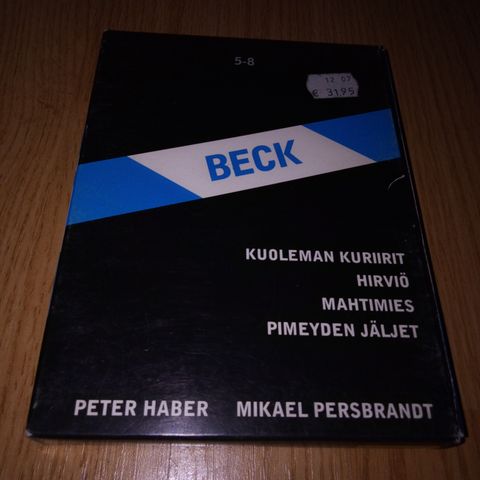 5-8
12 07
€ 31,95
BECK
KUOLEMAN KURIIRIT
HIRVIÖ
MAHTIMIES
PIMEYDEN JÄLJET
PETER HABER MIKAEL PERSBRANDT